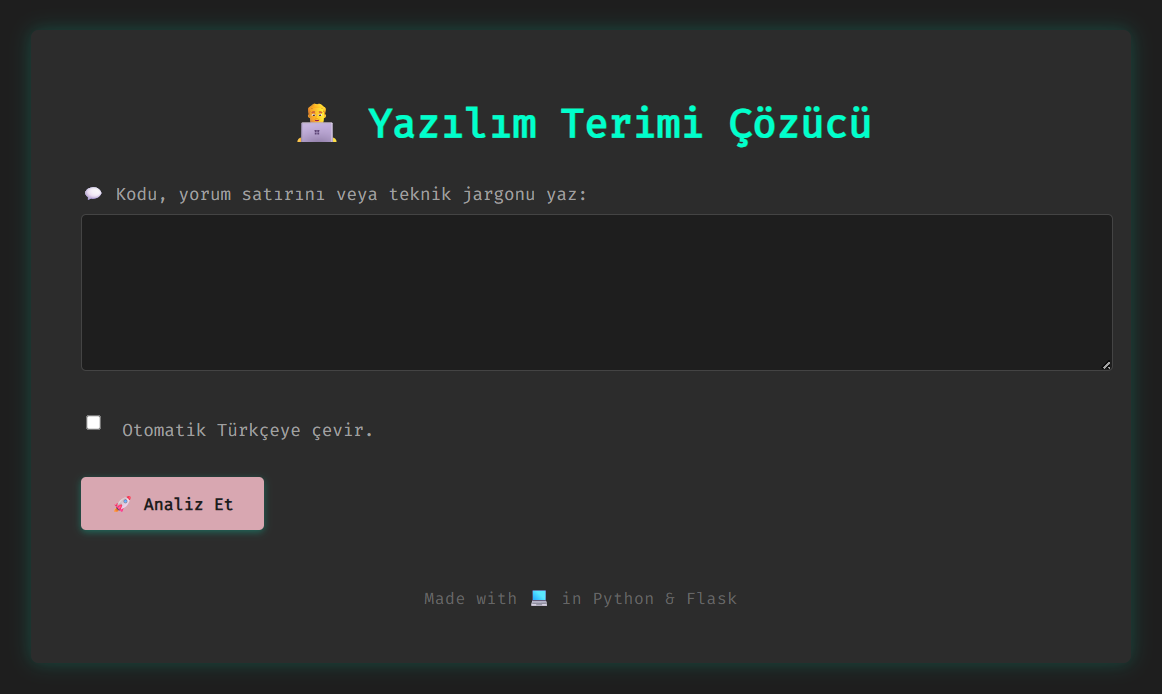 🧑‍💻 Yazılım Terimi Çözücü
💬 Kodu, yorum satırını veya teknik jargonu yaz:
Otomatik Türkçeye çevir.
🚀 Analiz Et
Made with 💻 in Python & Flask